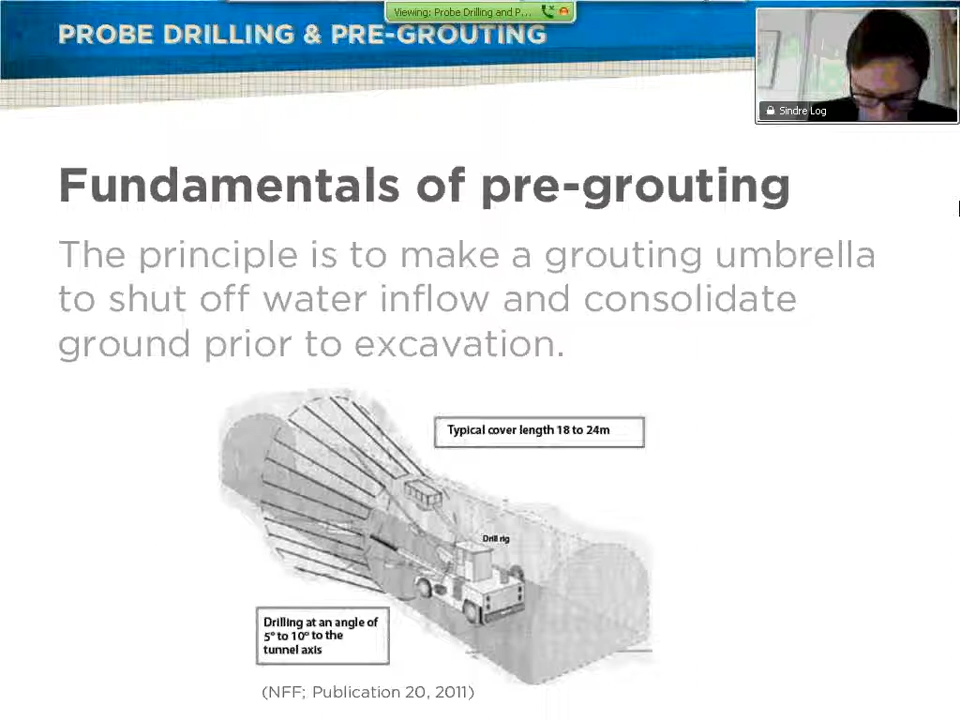 Viewing: Probe Drilling and P...
PROBE DRILLING & PRE-GROUTING
Sindre Log
Fundamentals of pre-grouting
The principle is to make a grouting umbrella
to shut off water inflow and consolidate
ground prior to excavation.
Typical cover length 18 to 24m
Drill rig
Drilling at an angle of
5° to 10° to the
tunnel axis
(NFF; Publication 20, 2011)